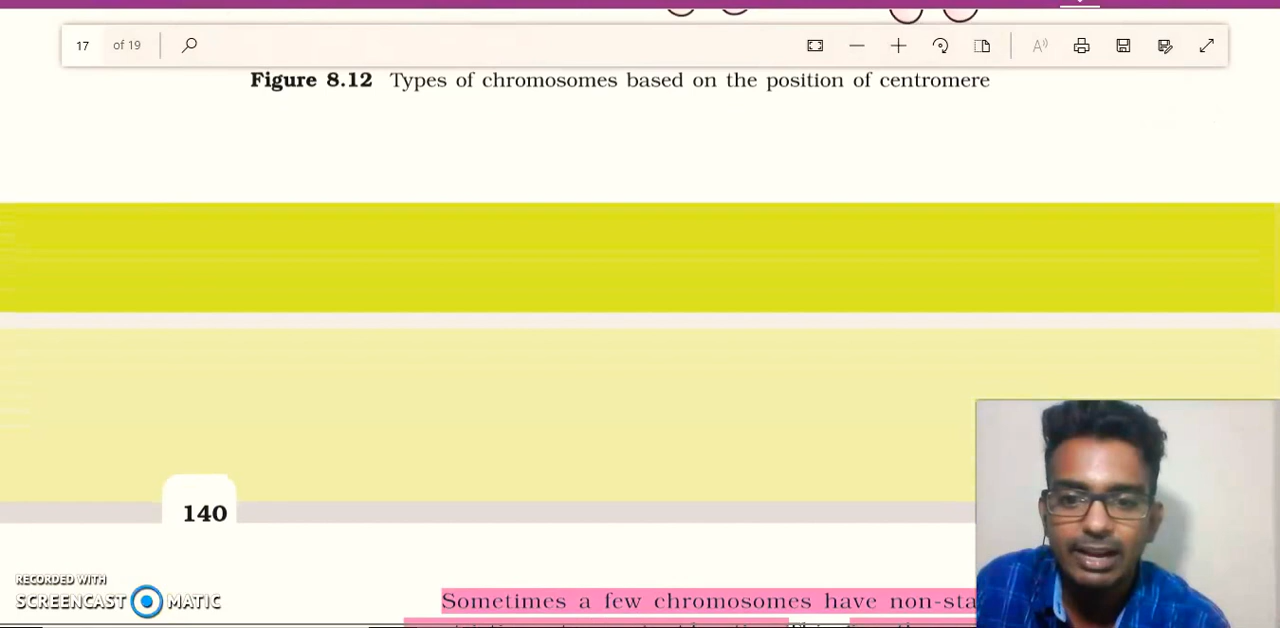 17 of 19
Figure 8.12 Types of chromosomes based on the position of centromere
140
RECORDED WITH
SCREENCAST MATIC
Sometimes a few chromosomes have non-sta